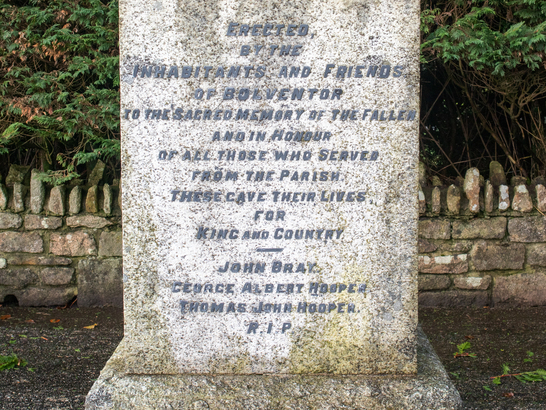 ERECTED,
BY THE
INHABITANTS AND FRIENDS,
OF BOLVENTOR
TO THE SACRED MEMORY OF THE FALLEN
AND IN HONOUR
OF ALL THOSE WHO SERVED
FROM THE PARISH.
THESE GAVE THEIR LIVES,
FOR
KING AND COUNTRY.
JOHN BRAY.
GEORGE ALBERT HOOPER.
THOMAS JOHN HOOPER.
R.I.P.